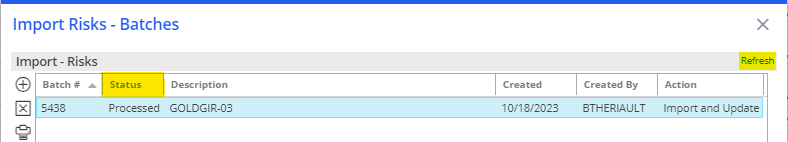 Import Risks - Batches
Import - Risks
Refresh
Batch # Status Description Created Created By Action
5438 Processed GOLDGIR-03 10/18/2023 BTHERIAULT Import and Update